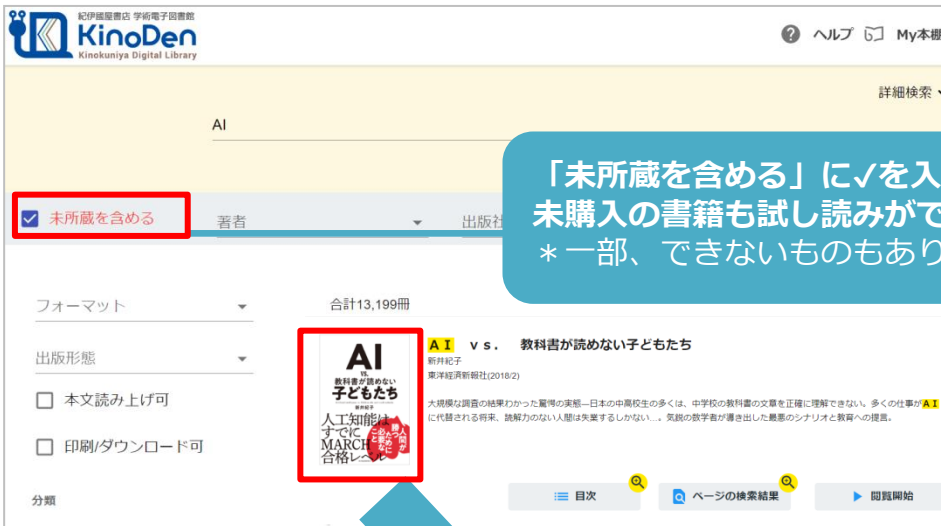 紀伊國屋書店 学術電子図書館
KinoDen
Kinokuniya Digital Library
? ヘルプ My本棚
詳細検索
AI
「未所蔵を含める」に✓を入
未購入の書籍も試し読みがで
＊一部、できないものもあり
未所蔵を含める
著者
出版社
フォーマット
合計13,199冊
出版形態
本文読み上げ可
印刷/ダウンロード可
分類
AI
vs.
教科書が読めない
子どもたち
新井紀子
人工知能は
すでに
MARCH
合格レベル
人間が
勝つ
ために
必要な
こと
ＡＩ ｖｓ． 教科書が読めない子どもたち
新井紀子
東洋経済新報社(2018/2)
大規模な調査の結果わかった驚愕の実態―日本の中高校生の多くは、中学校の教科書の文章を正確に理解できない。多くの仕事がＡＩ
に代替される将来、読解力のない人間は失業するしかない…。気鋭の数学者が導き出した最悪のシナリオと教育への提言。
目次
ページの検索結果
閲覧開始